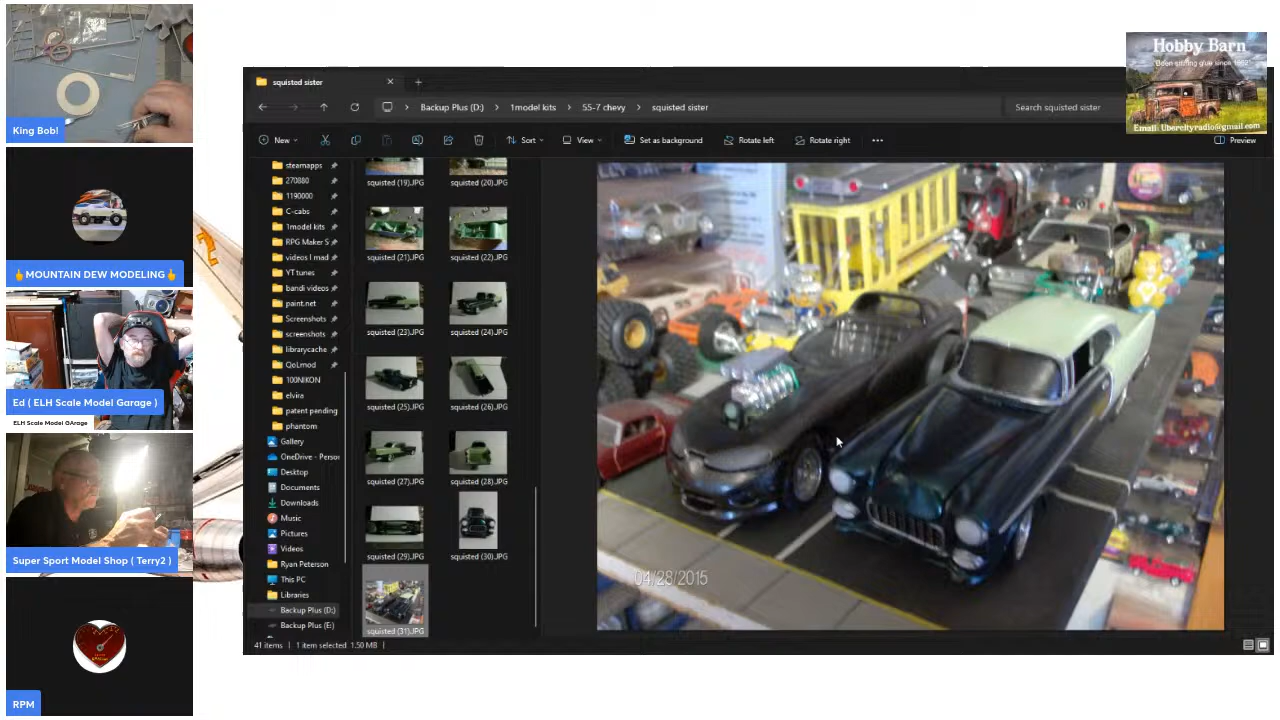 King Bob!
🖕MOUNTAIN DEW MODELING🖕
Ed ( ELH Scale Model Garage )
ELH Scale Model GArage
Super Sport Model Shop ( Terry2 )
RPM
squisted sister
Backup Plus (D:) > 1model kits > 55-7 chevy > squisted sister
Search squisted sister
New
Sort
View
Set as background
Rotate left
Rotate right
Preview
steamapps
270880
1190000
C-cabs
1model kits
RPG Maker S
videos I mad
YT tunes
bandi videos
paint.net
Screenshots
screenshots
librarycache
QoLmod
100NIKON
elvira
patent pending
phantom
Gallery
OneDrive - Person
Desktop
Documents
Downloads
Music
Pictures
Videos
Ryan Peterson
This PC
Libraries
Backup Plus (D:)
Backup Plus (E:)
squisted (19).JPG
squisted (20).JPG
squisted (21).JPG
squisted (22).JPG
squisted (23).JPG
squisted (24).JPG
squisted (25).JPG
squisted (26).JPG
squisted (27).JPG
squisted (28).JPG
squisted (29).JPG
squisted (30).JPG
squisted (31).JPG
04/28/2015
41 items
1 item selected 1.50 MB
Hobby Barn
Been sniffing glue since 1962!
Email: Ubercityradio@gmail.com